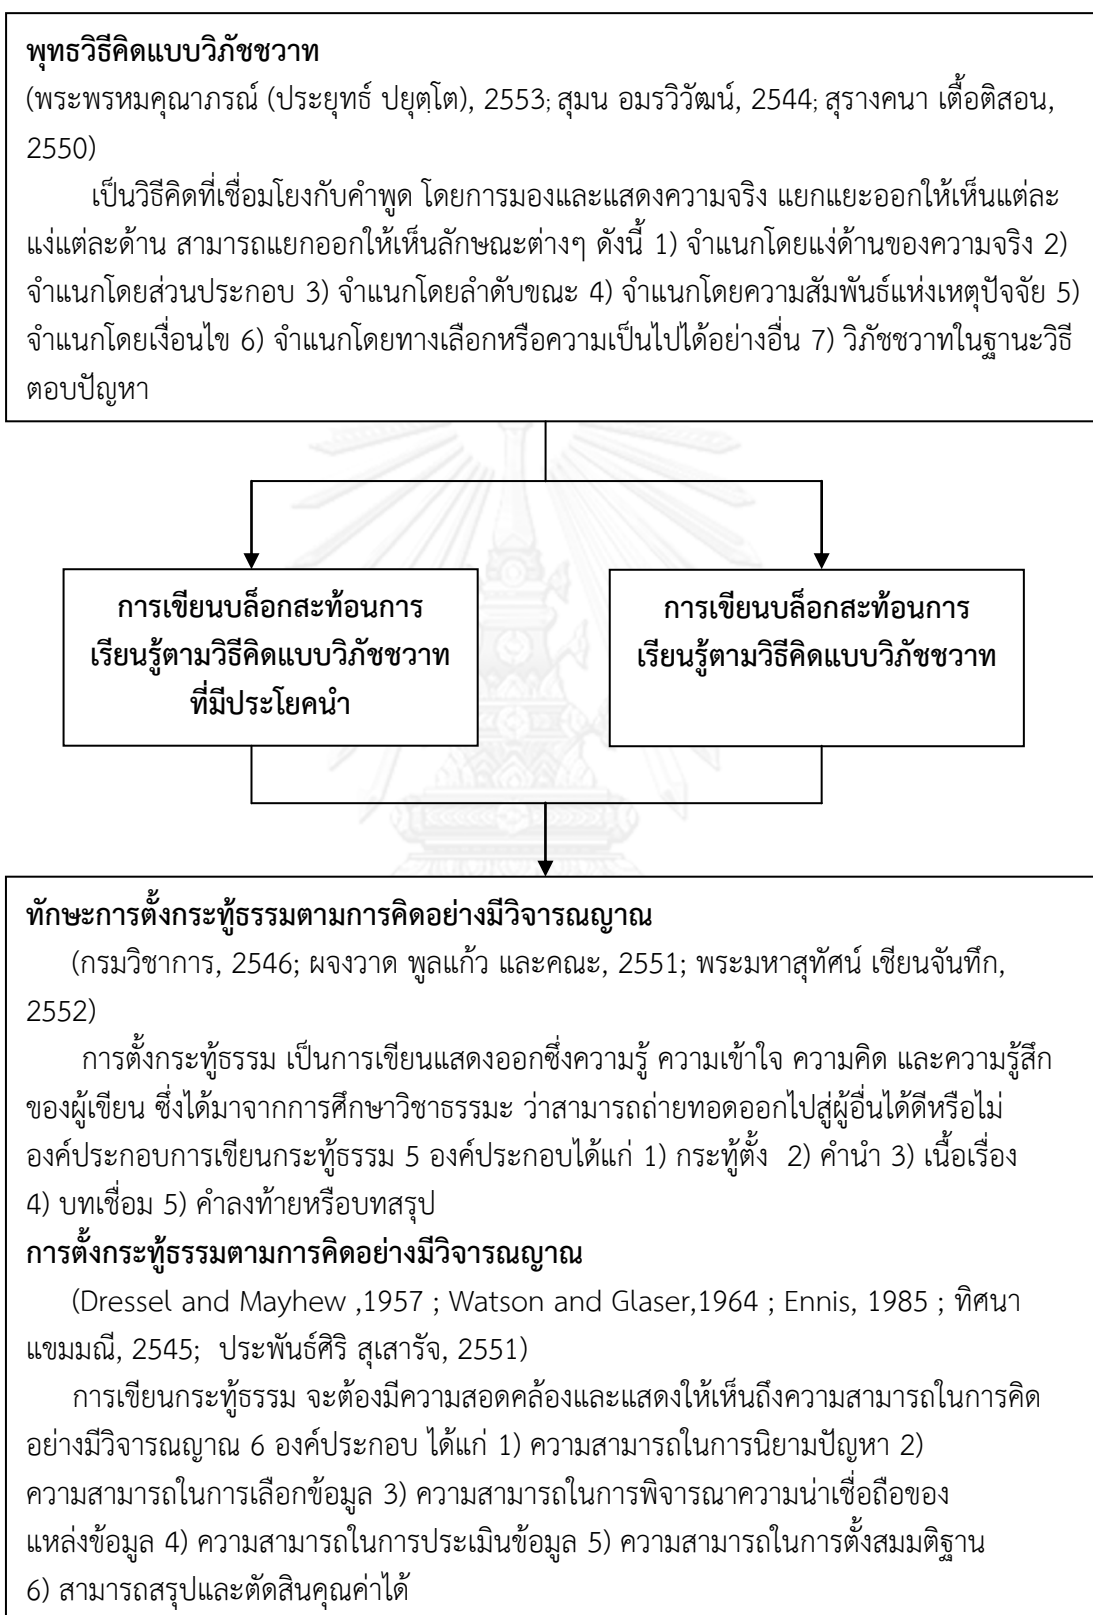 พุทธวิธีคิดแบบวิภัชชวาท
(พระพรหมคุณาภรณ์ (ประยุทธ์ ปยุตฺโต), 2553; สุมน อมรวิวัฒน์, 2544; สุรางคนา เตื้อติสอน,
2550)
เป็นวิธีคิดที่เชื่อมโยงกับคำพูด โดยการมองและแสดงความจริง แยกแยะออกให้เห็นแต่ละ
แง่แต่ละด้าน สามารถแยกออกให้เห็นลักษณะต่างๆ ดังนี้ 1) จำแนกโดยแง่ด้านของความจริง 2)
จำแนกโดยส่วนประกอบ 3) จำแนกโดยลำดับขณะ 4) จำแนกโดยความสัมพันธ์แห่งเหตุปัจจัย 5)
จำแนกโดยเงื่อนไข 6) จำแนกโดยทางเลือกหรือความเป็นไปได้อย่างอื่น 7) วิภัชชวาทในฐานะวิธี
ตอบปัญหา
การเขียนบล็อกสะท้อนการ
เรียนรู้ตามวิธีคิดแบบวิภัชชวาท
ที่มีประโยคนำ
การเขียนบล็อกสะท้อนการ
เรียนรู้ตามวิธีคิดแบบวิภัชชวาท
ทักษะการตั้งกระทู้ธรรมตามการคิดอย่างมีวิจารณญาณ
(กรมวิชาการ, 2546; ผจงวาด พูลแก้ว และคณะ, 2551; พระมหาสุทัศน์ เชียนจันทึก,
2552)
การตั้งกระทู้ธรรม เป็นการเขียนแสดงออกซึ่งความรู้ ความเข้าใจ ความคิด และความรู้สึก
ของผู้เขียน ซึ่งได้มาจากการศึกษาวิชาธรรมะ ว่าสามารถถ่ายทอดออกไปสู่ผู้อื่นได้ดีหรือไม่
องค์ประกอบการเขียนกระทู้ธรรม 5 องค์ประกอบได้แก่ 1) กระทู้ตั้ง 2) คำนำ 3) เนื้อเรื่อง
4) บทเชื่อม 5) คำลงท้ายหรือบทสรุป
การตั้งกระทู้ธรรมตามการคิดอย่างมีวิจารณญาณ
(Dressel and Mayhew ,1957 ; Watson and Glaser,1964 ; Ennis, 1985 ; ทิศนา
แขมมณี, 2545; ประพันธ์ศิริ สุเสารัจ, 2551)
การเขียนกระทู้ธรรม จะต้องมีความสอดคล้องและแสดงให้เห็นถึงความสามารถในการคิด
อย่างมีวิจารณญาณ 6 องค์ประกอบ ได้แก่ 1) ความสามารถในการนิยามปัญหา 2)
ความสามารถในการเลือกข้อมูล 3) ความสามารถในการพิจารณาความน่าเชื่อถือของ
แหล่งข้อมูล 4) ความสามารถในการประเมินข้อมูล 5) ความสามารถในการตั้งสมมติฐาน
6) สามารถสรุปและตัดสินคุณค่าได้